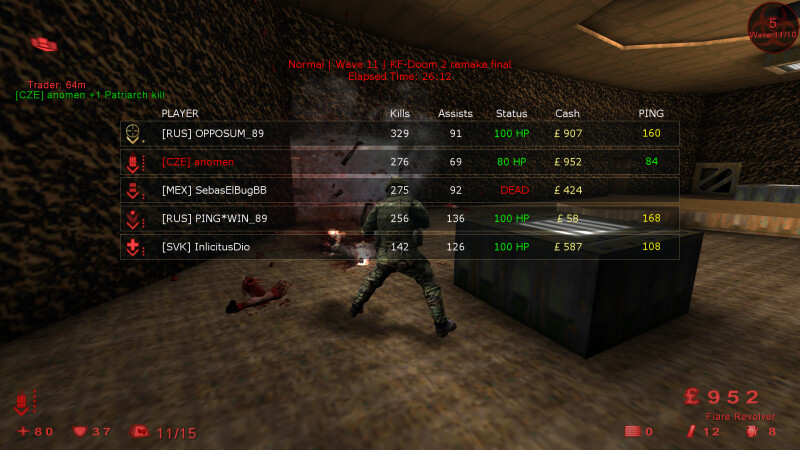 5
Wave 11/10
Normal | Wave 11 | KF-Doom 2 remake final
Elapsed Time: 26:12
Trader: 64m
[CZE] anomen +1 Patriarch kill
PLAYER Kills Assists Status Cash PING
[RUS] OPPOSUM_89 329 91 100 HP £ 907 160
[CZE] anomen 276 69 80 HP £ 952 84
[MEX] SebasElBugBB 275 92 DEAD £ 424
[RUS] PING*WIN_89 256 136 100 HP £ 58 168
[SVK] InlicitusDio 142 126 100 HP £ 587 108
£ 952
Flare Revolver
80 37 11/15 0 12 8